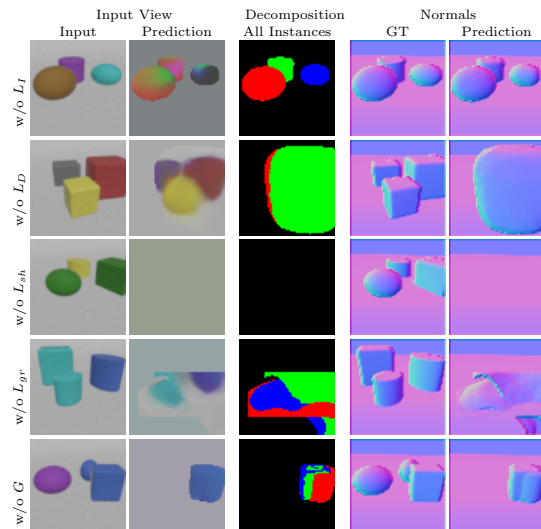 Input View Decomposition Normals
Input Prediction All Instances GT Prediction
w/o L_I
w/o L_D
w/o L_sh
w/o L_gr
w/o G